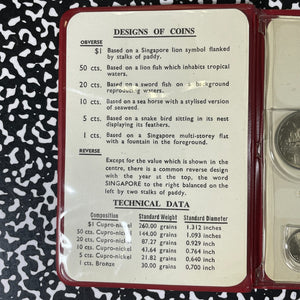 DESIGNS OF COINS
OBVERSE
$1 Based on a Singapore lion symbol flanked
by stalks of paddy.
50 cts. Based on a lion fish which inhabits tropical
waters.
20 cts. Based on a sword fish on a background
reproducing waters.
10 cts. Based on a sea horse with a stylised version
of seaweed.
5 cts. Based on a snake bird sitting in its nest
displaying its feathers.
1 ct. Based on a Singapore multi-storey flat
with a fountain in the foreground.
REVERSE
Except for the value which is shown in the
centre, there is a common reverse design
with the year at the top, the word
SINGAPORE to the right balanced on the
left by two stalks of paddy.
TECHNICAL DATA
Composition Standard Weight Standard Diameter
$1 Cupro-nickel 260.00 grains 1.312 inches
50 cts. Cupro-nickel 144.00 grains 1.093 inches
20 cts. Cupro-nickel 87.27 grains 0.929 inch
10 cts. Cupro-nickel 43.64 grains 0.764 inch
5 cts. Cupro-nickel 21.82 grains 0.640 inch
1 ct. Bronze 30.00 grains 0.700 inch